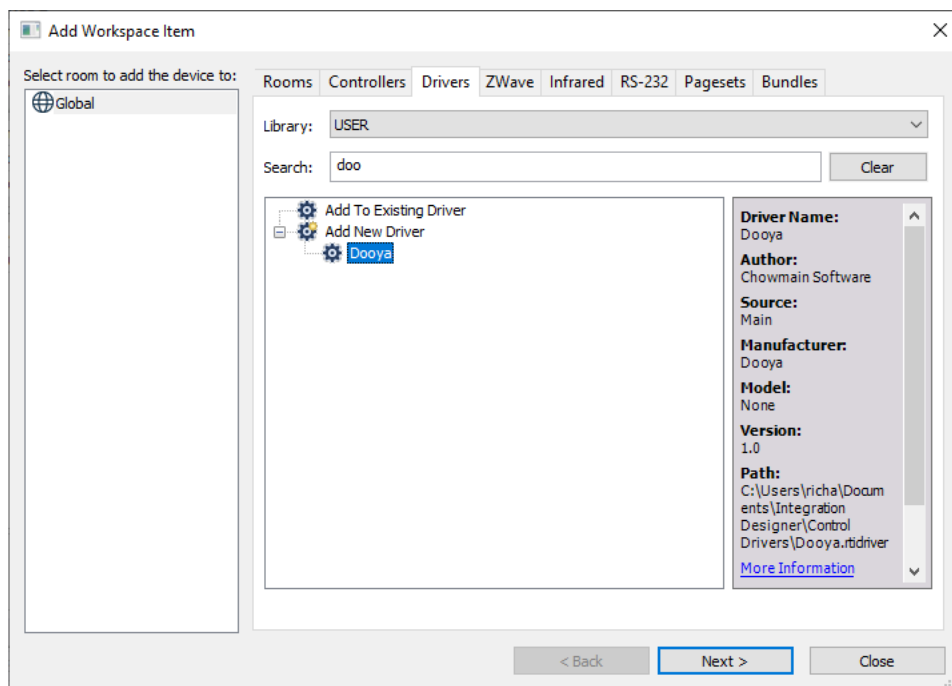 Add Workspace Item
Select room to add the device to:
Global
Rooms Controllers Drivers ZWave Infrared RS-232 Pagesets Bundles
Library: USER
Search: doo Clear
Add To Existing Driver
Add New Driver
Dooya
Driver Name:
Dooya
Author:
Chowmain Software
Source:
Main
Manufacturer:
Dooya
Model:
None
Version:
1.0
Path:
C:\Users\richa\Docum
ents\Integration
Designer\Control
Drivers\Dooya.rtidriver
More Information
< Back Next > Close